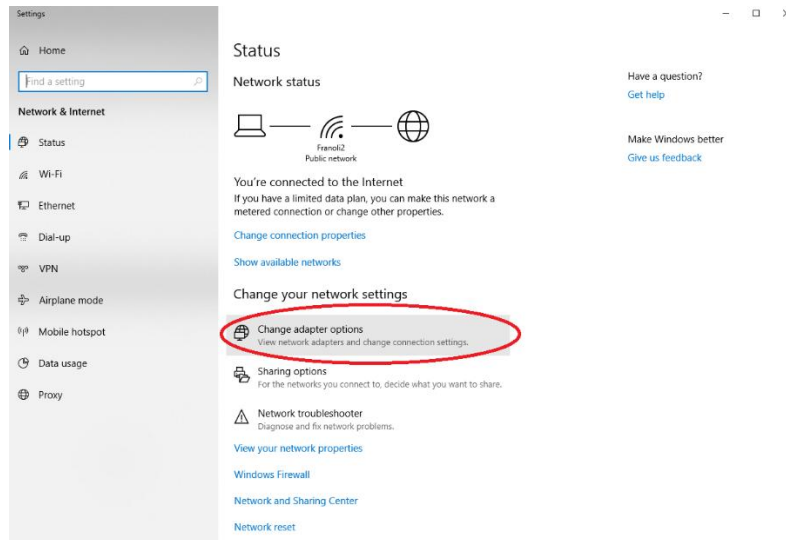 Settings
Home
Find a setting
Network & Internet
Status
Wi-Fi
Ethernet
Dial-up
VPN
Airplane mode
Mobile hotspot
Data usage
Proxy
Status
Network status
Franoli2
Public network
You're connected to the Internet
If you have a limited data plan, you can make this network a
metered connection or change other properties.
Change connection properties
Show available networks
Change your network settings
Change adapter options
View network adapters and change connection settings.
Sharing options
For the networks you connect to, decide what you want to share.
Network troubleshooter
Diagnose and fix network problems.
View your network properties
Windows Firewall
Network and Sharing Center
Network reset
Have a question?
Get help
Make Windows better
Give us feedback